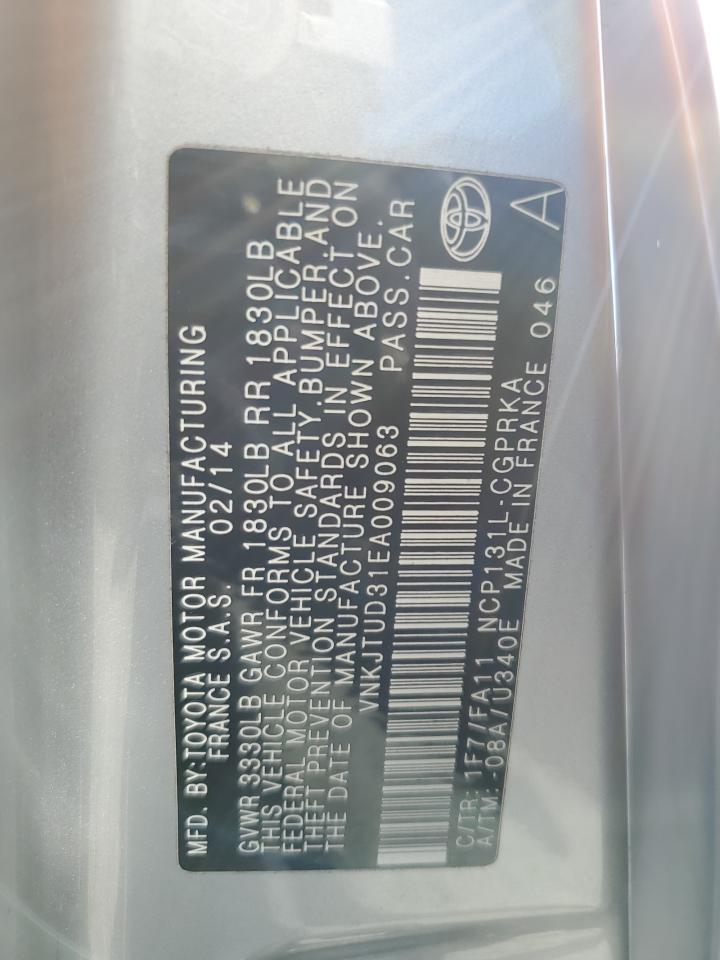 MFD. BY:TOYOTA MOTOR MANUFACTURING
FRANCE S.A.S. 02/14
GVWR 3330LB GAWR FR 1830LB RR 1830LB
THIS VEHICLE CONFORMS TO ALL APPLICABLE
FEDERAL MOTOR VEHICLE SAFETY,BUMPER,AND
THEFT PREVENTION STANDARDS IN EFFECT ON
THE DATE OF MANUFACTURE SHOWN ABOVE.
VNKJTUD31EA009063 PASS.CAR
C/TR: 1F7/FA11 NCP131L-CGPRKA
A/TM: -08A/U340E MADE IN FRANCE 046
A